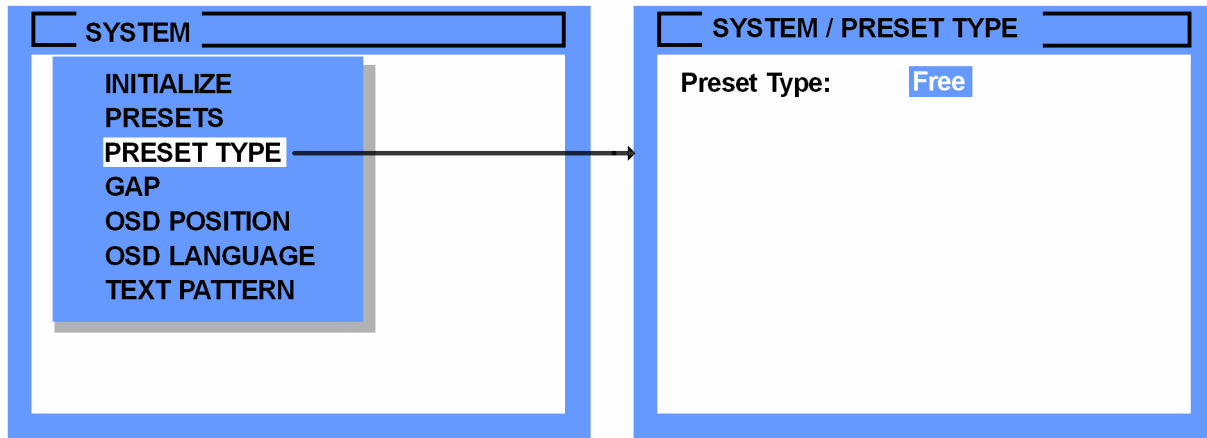 SYSTEM
INITIALIZE
PRESETS
PRESET TYPE
GAP
OSD POSITION
OSD LANGUAGE
TEXT PATTERN
SYSTEM / PRESET TYPE
Preset Type: Free